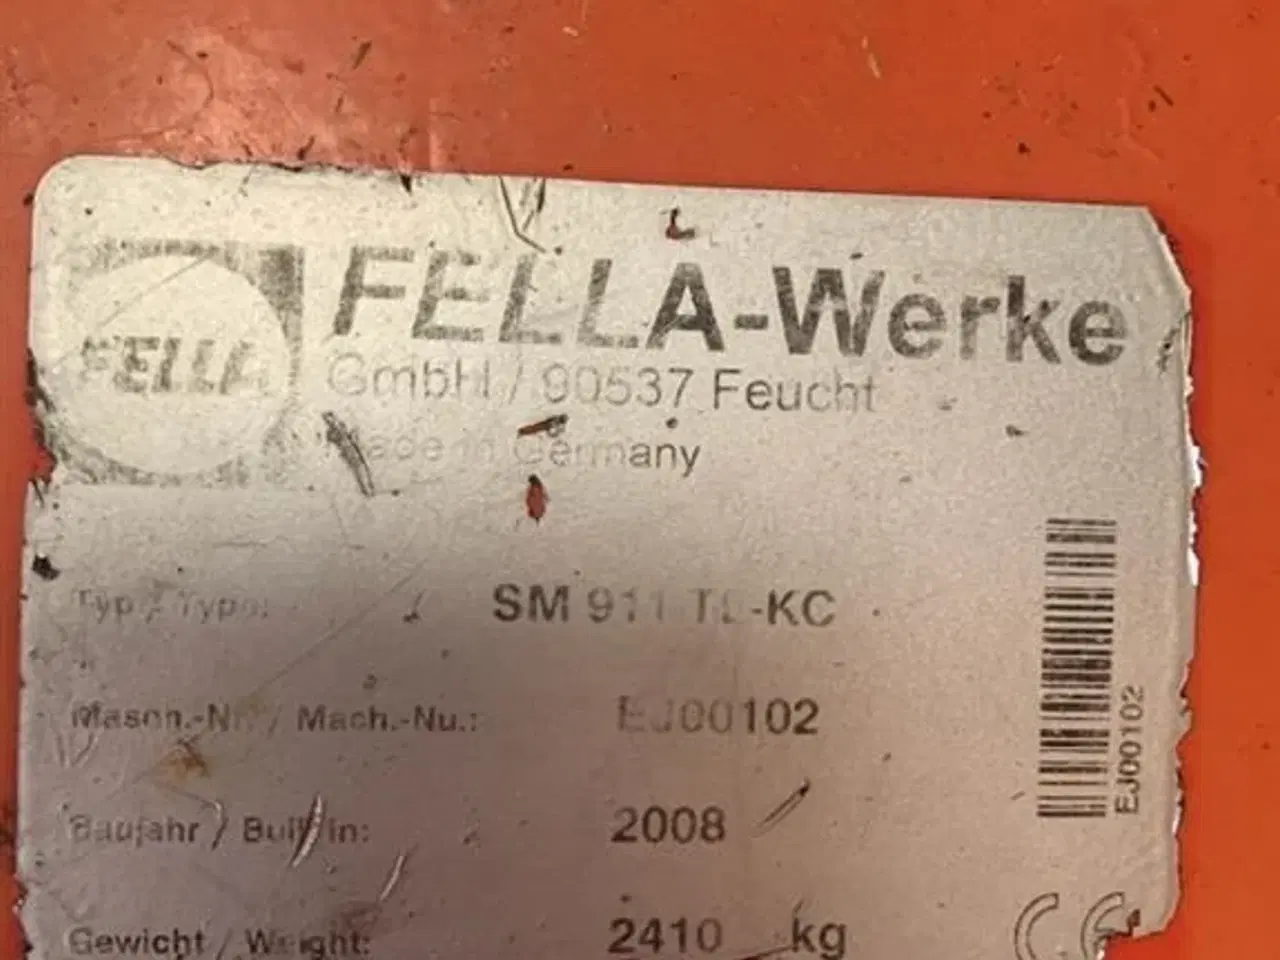 FELLA
FELLA-Werke
GmbH / 90537 Feucht
Made in Germany
Typ / Type: SM 911 TL-KC
Masch.-Nr. / Mach.-Nu.: EJ00102
Baujahr / Built in: 2008
Gewicht / Weight: 2410 kg
CE
EJ00102